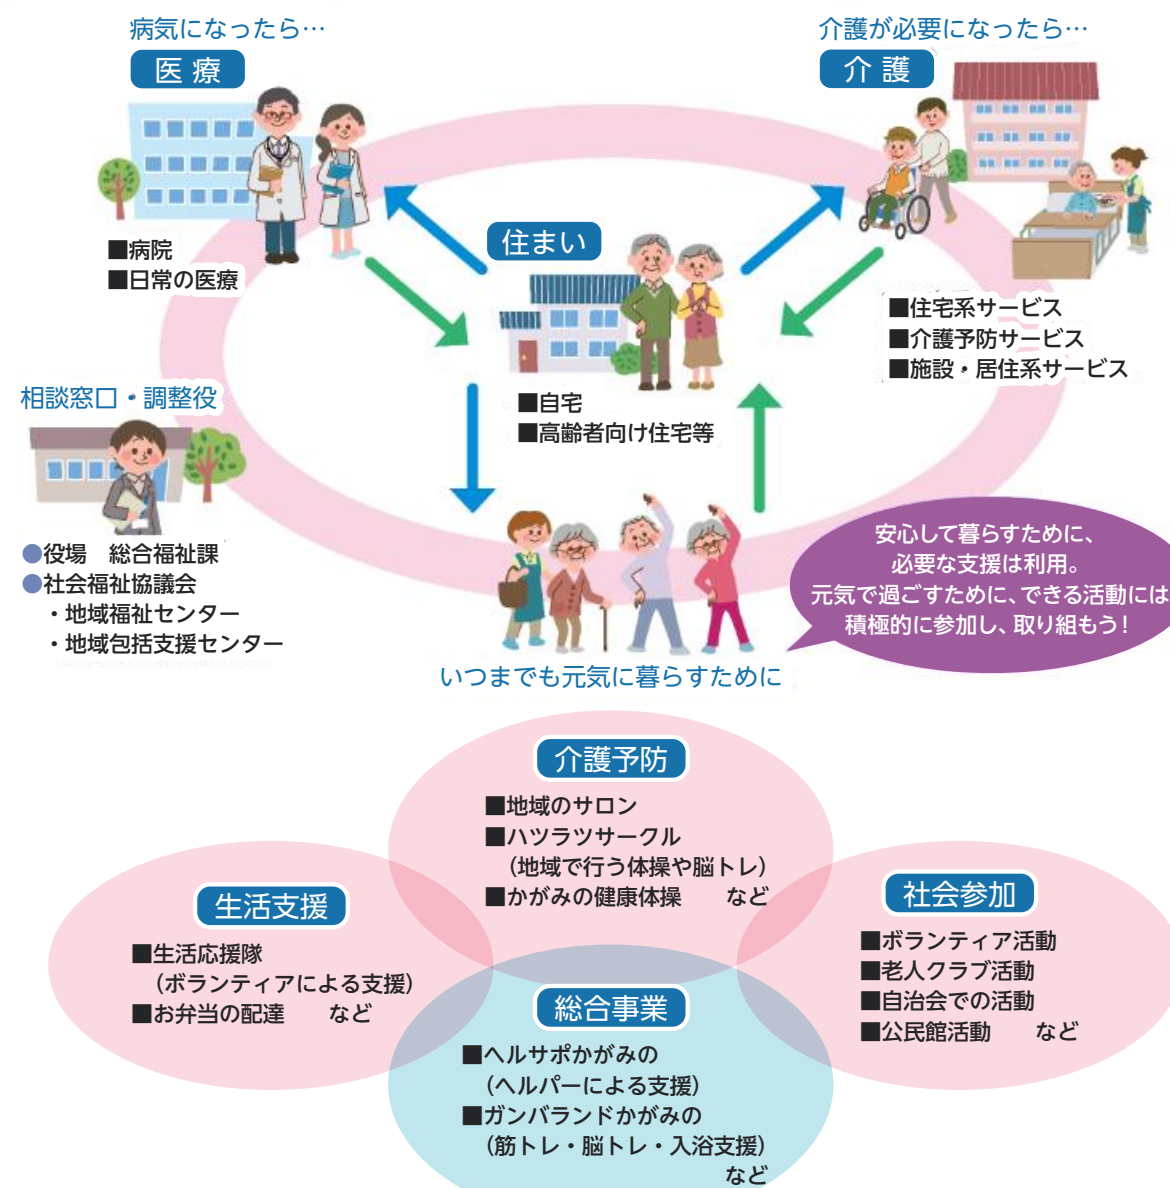 病気になったら…
医療
■病院
■日常の医療
介護が必要になったら…
介護
■住宅系サービス
■介護予防サービス
■施設・居住系サービス
住まい
■自宅
■高齢者向け住宅等
相談窓口・調整役
●役場　総合福祉課
●社会福祉協議会
・地域福祉センター
・地域包括支援センター
安心して暮らすために、
必要な支援は利用。
元気で過ごすために、できる活動には
積極的に参加し、取り組もう！
いつまでも元気に暮らすために
介護予防
■地域のサロン
■ハツラツサークル
（地域で行う体操や脳トレ）
■かがみの健康体操　など
生活支援
■生活応援隊
（ボランティアによる支援）
■お弁当の配達　など
社会参加
■ボランティア活動
■老人クラブ活動
■自治会での活動
■公民館活動　など
総合事業
■ヘルサポかがみの
（ヘルパーによる支援）
■ガンバランドかがみの
（筋トレ・脳トレ・入浴支援）
など